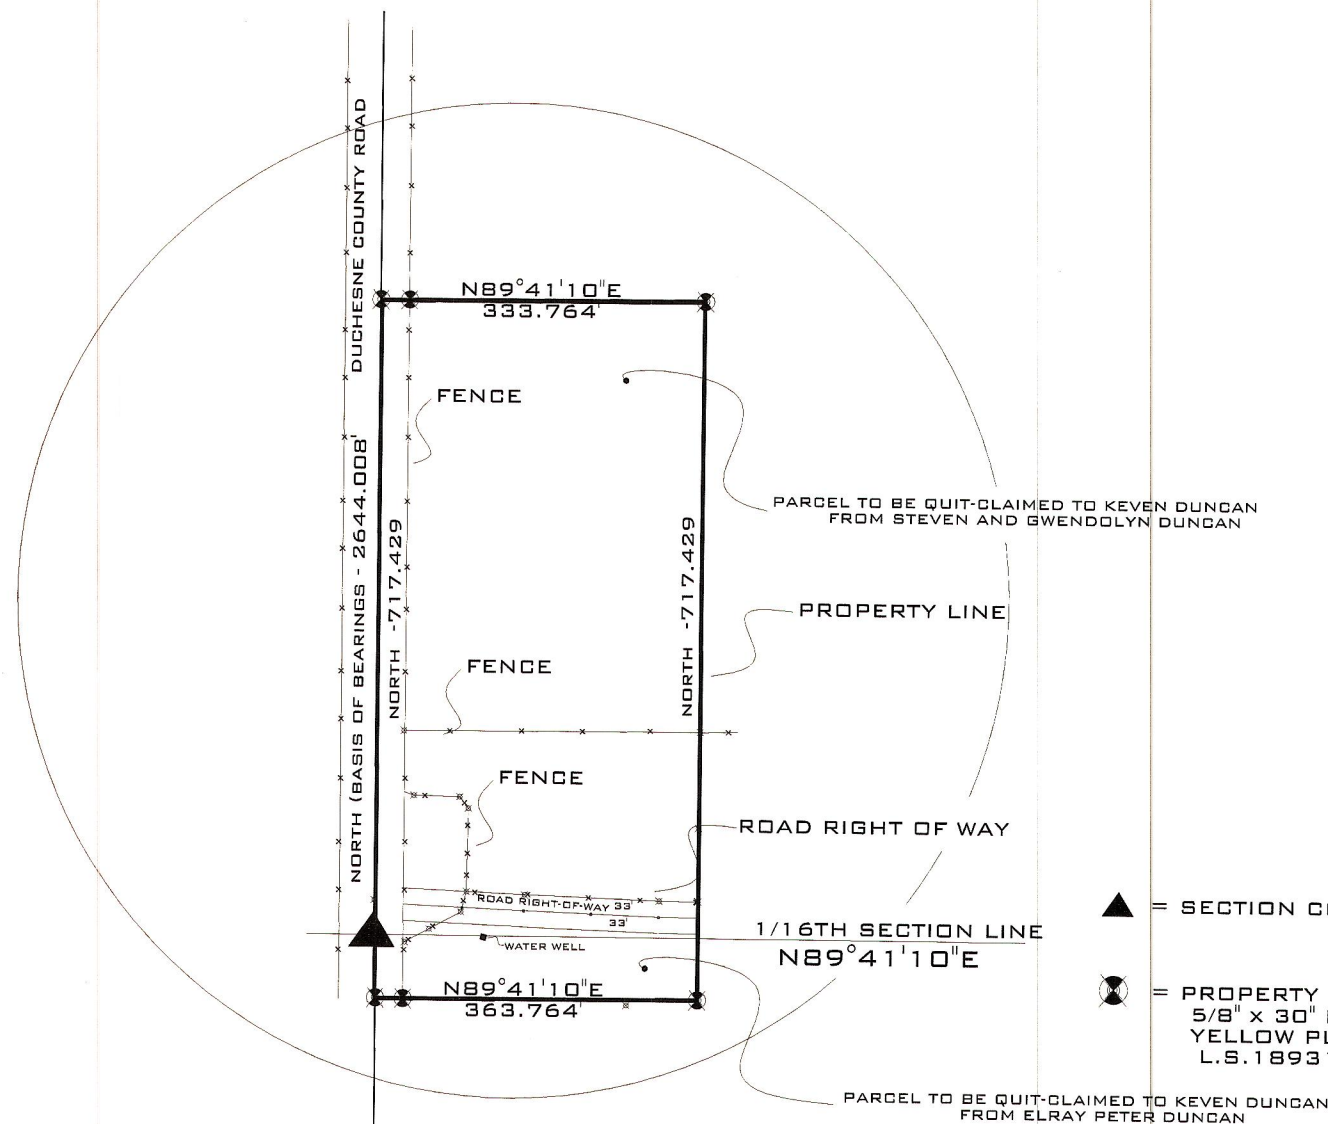 DUCHESNE COUNTY ROAD
NORTH (BASIS OF BEARINGS - 2644.008'
N89°41'10"E
333.764'
FENCE
PARCEL TO BE QUIT-CLAIMED TO KEVEN DUNCAN
FROM STEVEN AND GWENDOLYN DUNCAN
NORTH -717.429
NORTH -717.429
PROPERTY LINE
FENCE
FENCE
ROAD RIGHT OF WAY
ROAD RIGHT-OF-WAY 33'
33'
WATER WELL
1/16TH SECTION LINE
N89°41'10"E
N89°41'10"E
363.764'
= SECTION
= PROPERTY
5/8" x 30"
YELLOW
L.S.1893
PARCEL TO BE QUIT-CLAIMED TO KEVEN DUNCAN
FROM ELRAY PETER DUNCAN